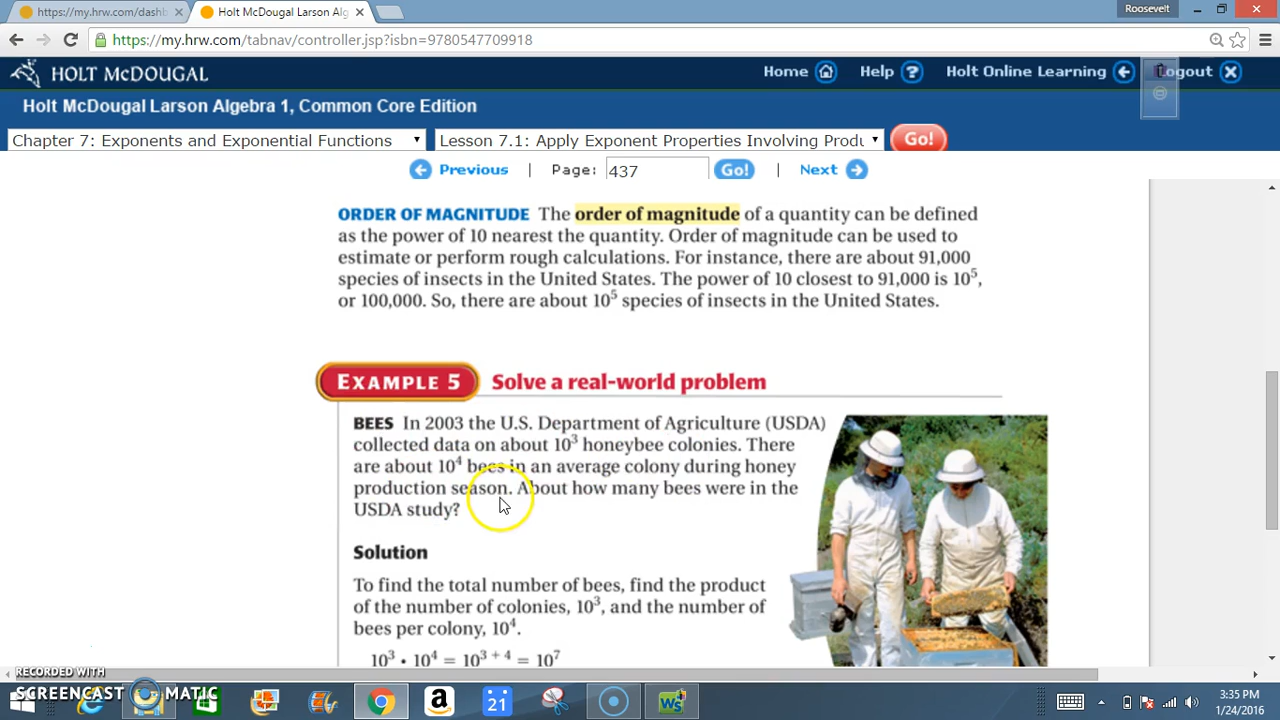 https://my.hrw.com/dashb
Holt McDougal Larson Alg
Roosevelt
https://my.hrw.com/tabnav/controller.jsp?isbn=9780547709918
HOLT MCDOUGAL
Home
Help
Holt Online Learning
Logout
Holt McDougal Larson Algebra 1, Common Core Edition
Chapter 7: Exponents and Exponential Functions
Lesson 7.1: Apply Exponent Properties Involving Produ
Go!
Previous | Page: 437 Go! | Next
ORDER OF MAGNITUDE The order of magnitude of a quantity can be defined
as the power of 10 nearest the quantity. Order of magnitude can be used to
estimate or perform rough calculations. For instance, there are about 91,000
species of insects in the United States. The power of 10 closest to 91,000 is 10⁵,
or 100,000. So, there are about 10⁵ species of insects in the United States.
EXAMPLE 5 Solve a real-world problem
BEES In 2003 the U.S. Department of Agriculture (USDA)
collected data on about 10³ honeybee colonies. There
are about 10⁴ bees in an average colony during honey
production season. About how many bees were in the
USDA study?
Solution
To find the total number of bees, find the product
of the number of colonies, 10³, and the number of
bees per colony, 10⁴.
10³ • 10⁴ = 10³ ⁺ ⁴ = 10⁷
RECORDED WITH
SCREENCAST MATIC
21
WS
3:35 PM
1/24/2016